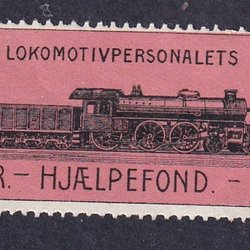 LOKOMOTIVPERSONALETS
R. – HJÆLPEFOND. –